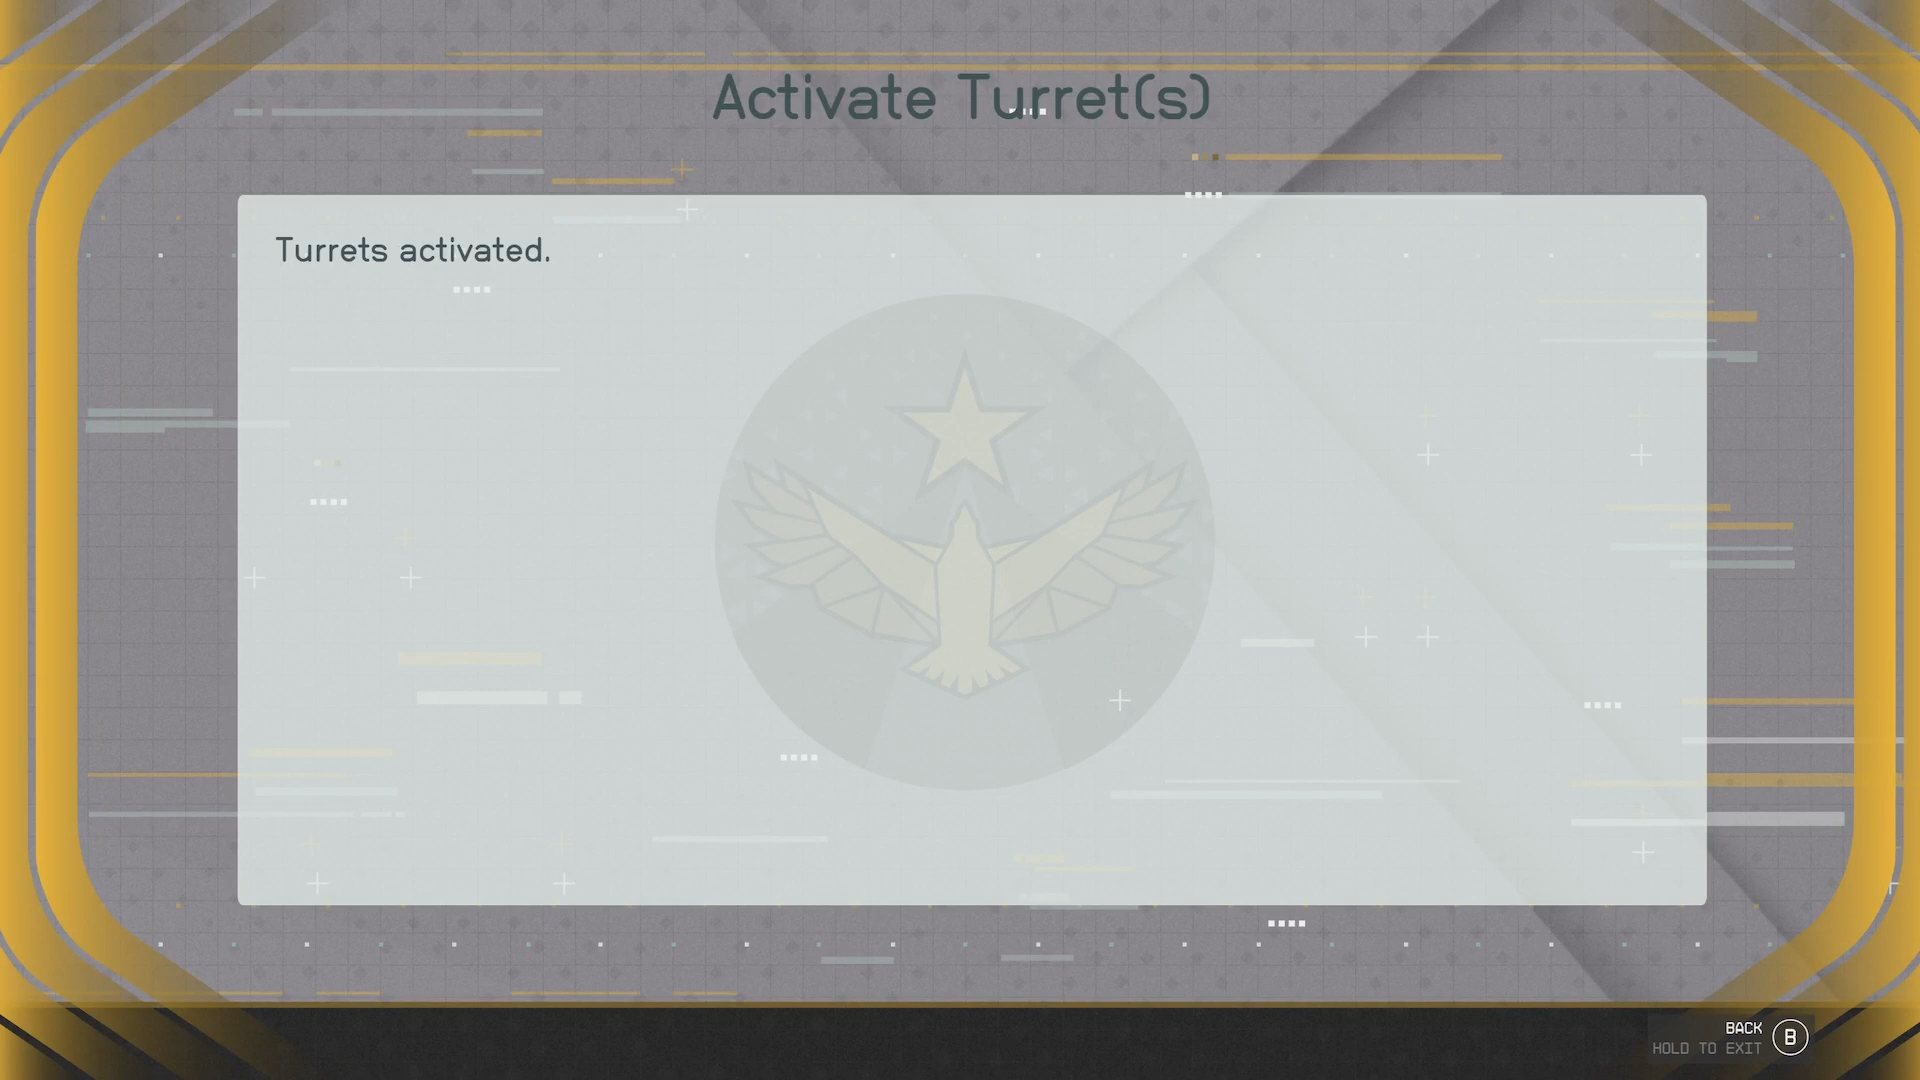 Activate Turret(s)
Turrets activated.
BACK
HOLD TO EXIT
B